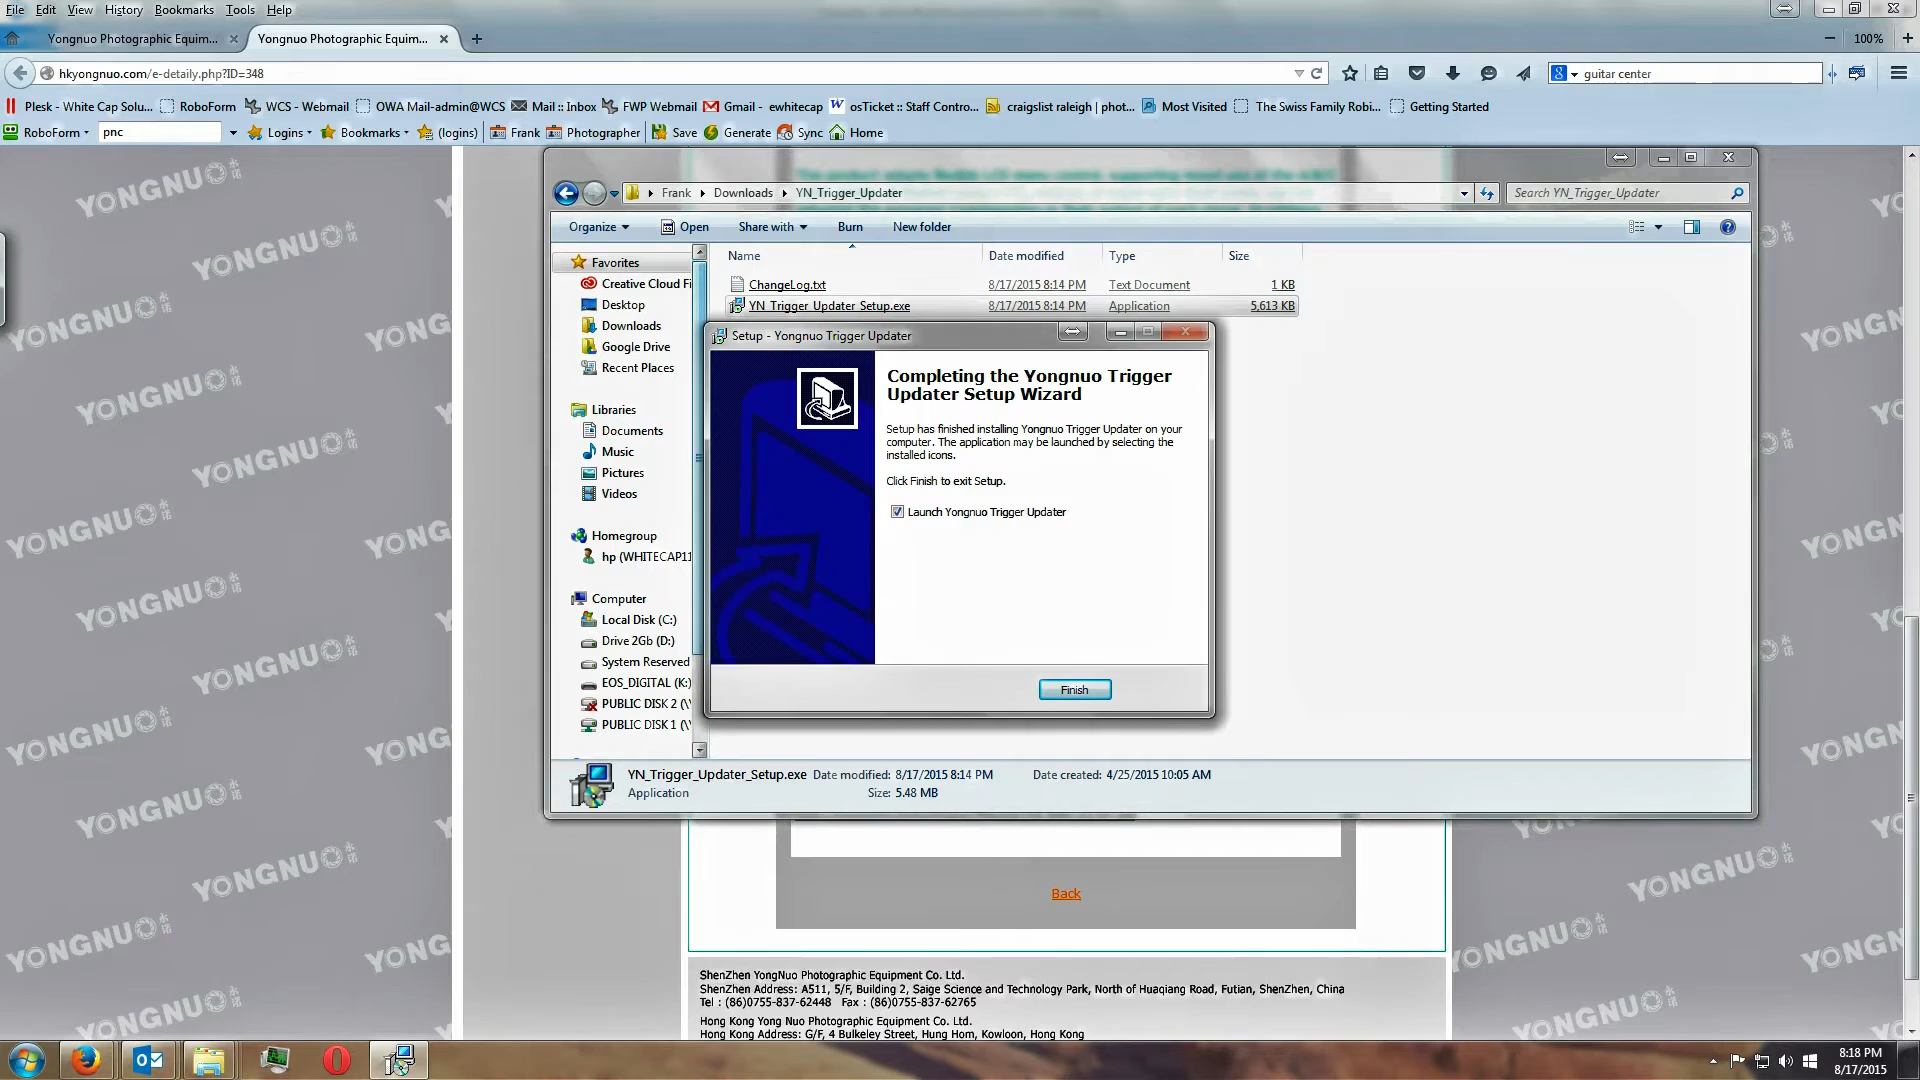 File Edit View History Bookmarks Tools Help
Yongnuo Photographic Equim... Yongnuo Photographic Equim... 100%
hkyongnuo.com/e-detaily.php?ID=348 guitar center
Plesk - White Cap Solu... RoboForm WCS - Webmail OWA Mail-admin@WCS Mail :: Inbox FWP Webmail Gmail - ewhitecap osTicket :: Staff Contro... craigslist raleigh | phot... Most Visited The Swiss Family Robi... Getting Started
RoboForm pnc Logins Bookmarks (logins) Frank Photographer Save Generate Sync Home
Frank Downloads YN_Trigger_Updater Search YN_Trigger_Updater
Organize Open Share with Burn New folder
Name Date modified Type Size
ChangeLog.txt 8/17/2015 8:14 PM Text Document 1 KB
YN_Trigger_Updater_Setup.exe 8/17/2015 8:14 PM Application 5,613 KB
Favorites
Creative Cloud Fi
Desktop
Downloads
Google Drive
Recent Places
Libraries
Documents
Music
Pictures
Videos
Homegroup
hp (WHITECAP11
Computer
Local Disk (C:)
Drive 2Gb (D:)
System Reserved
EOS_DIGITAL (K:)
PUBLIC DISK 2 (\\
PUBLIC DISK 1 (\\
Setup - Yongnuo Trigger Updater
Completing the Yongnuo Trigger
Updater Setup Wizard
Setup has finished installing Yongnuo Trigger Updater on your
computer. The application may be launched by selecting the
installed icons.
Click Finish to exit Setup.
Launch Yongnuo Trigger Updater
Finish
YN_Trigger_Updater_Setup.exe Date modified: 8/17/2015 8:14 PM Date created: 4/25/2015 10:05 AM
Application Size: 5.48 MB
Back
ShenZhen YongNuo Photographic Equipment Co. Ltd.
ShenZhen Address: A511, 5/F, Building 2, Saige Science and Technology Park, North of Huaqiang Road, Futian, ShenZhen, China
Tel : (86)0755-837-62448 Fax : (86)0755-837-62765
Hong Kong Yong Nuo Photographic Equipment Co. Ltd.
Hong Kong Address: G/F, 4 Bulkeley Street, Hung Hom, Kowloon, Hong Kong
YONGNUO 永诺
8:18 PM
8/17/2015